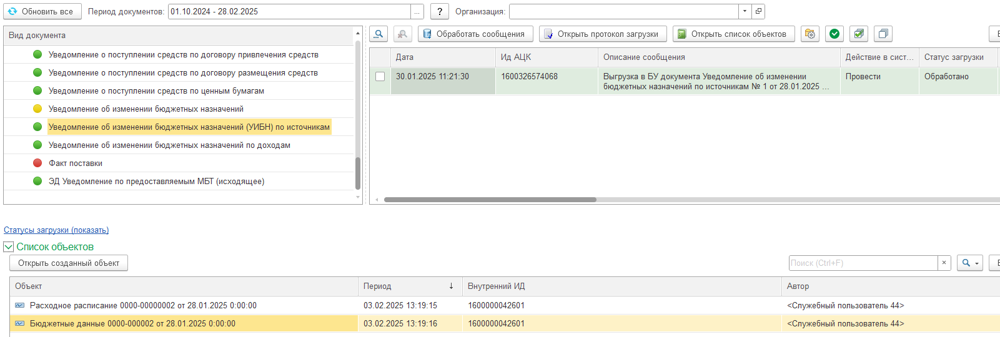 Обновить все Период документов: 01.10.2024 - 28.02.2025 ... ? Организация:
Вид документа
Уведомление о поступлении средств по договору привлечения средств
Уведомление о поступлении средств по договору размещения средств
Уведомление о поступлении средств по ценным бумагам
Уведомление об изменении бюджетных назначений
Уведомление об изменении бюджетных назначений (УИБН) по источникам
Уведомление об изменении бюджетных назначений по доходам
Факт поставки
ЭД Уведомление по предоставляемым МБТ (исходящее)
Обработать сообщения Открыть протокол загрузки Открыть список объектов
Дата Ид АЦК Описание сообщения Действие в сист... Статус загрузки
30.01.2025 11:21:30 1600326574068 Выгрузка в БУ документа Уведомление об изменении Провести Обработано
бюджетных назначений по источникам № 1 от 28.01.2025 ...
Статусы загрузки (показать)
Список объектов
Открыть созданный объект Поиск (Ctrl+F) ×
Объект Период ↓ Внутренний ИД Автор
Расходное расписание 0000-00000002 от 28.01.2025 0:00:00 03.02.2025 13:19:15 1600000042601 <Служебный пользователь 44>
Бюджетные данные 0000-000002 от 28.01.2025 0:00:00 03.02.2025 13:19:16 1600000042601 <Служебный пользователь 44>